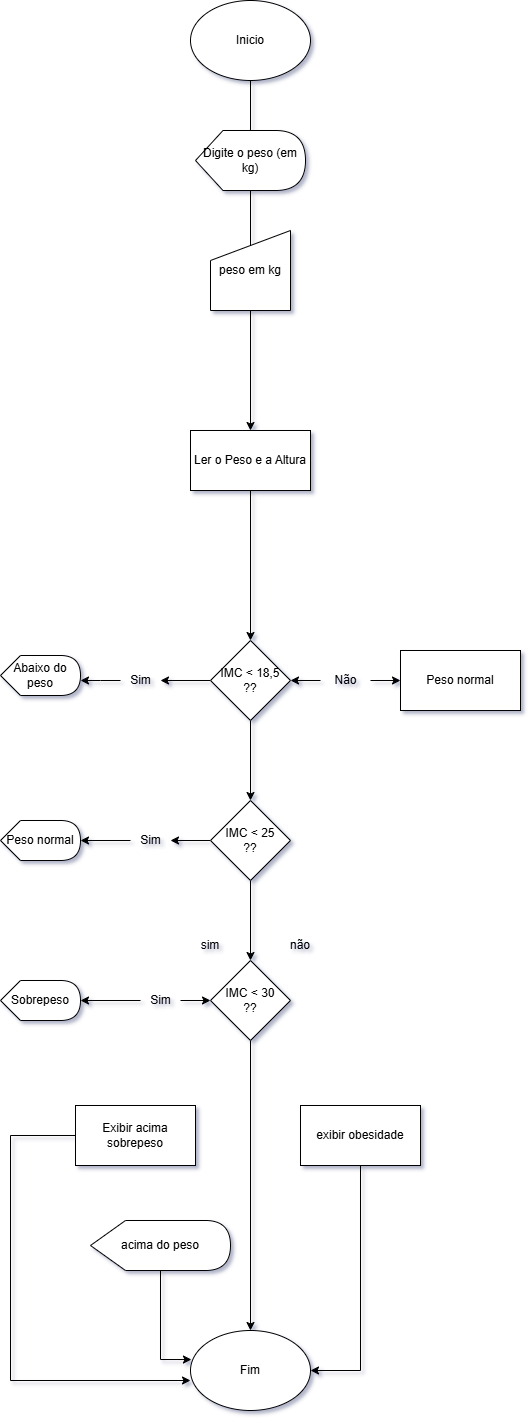 Inicio
Digite o peso (em
kg)
peso em kg
Ler o Peso e a Altura
Abaixo do
peso
Sim
IMC < 18,5
??
Não
Peso normal
Peso normal
Sim
IMC < 25
??
sim
não
Sobrepeso
Sim
IMC < 30
??
Exibir acima
sobrepeso
exibir obesidade
acima do peso
Fim